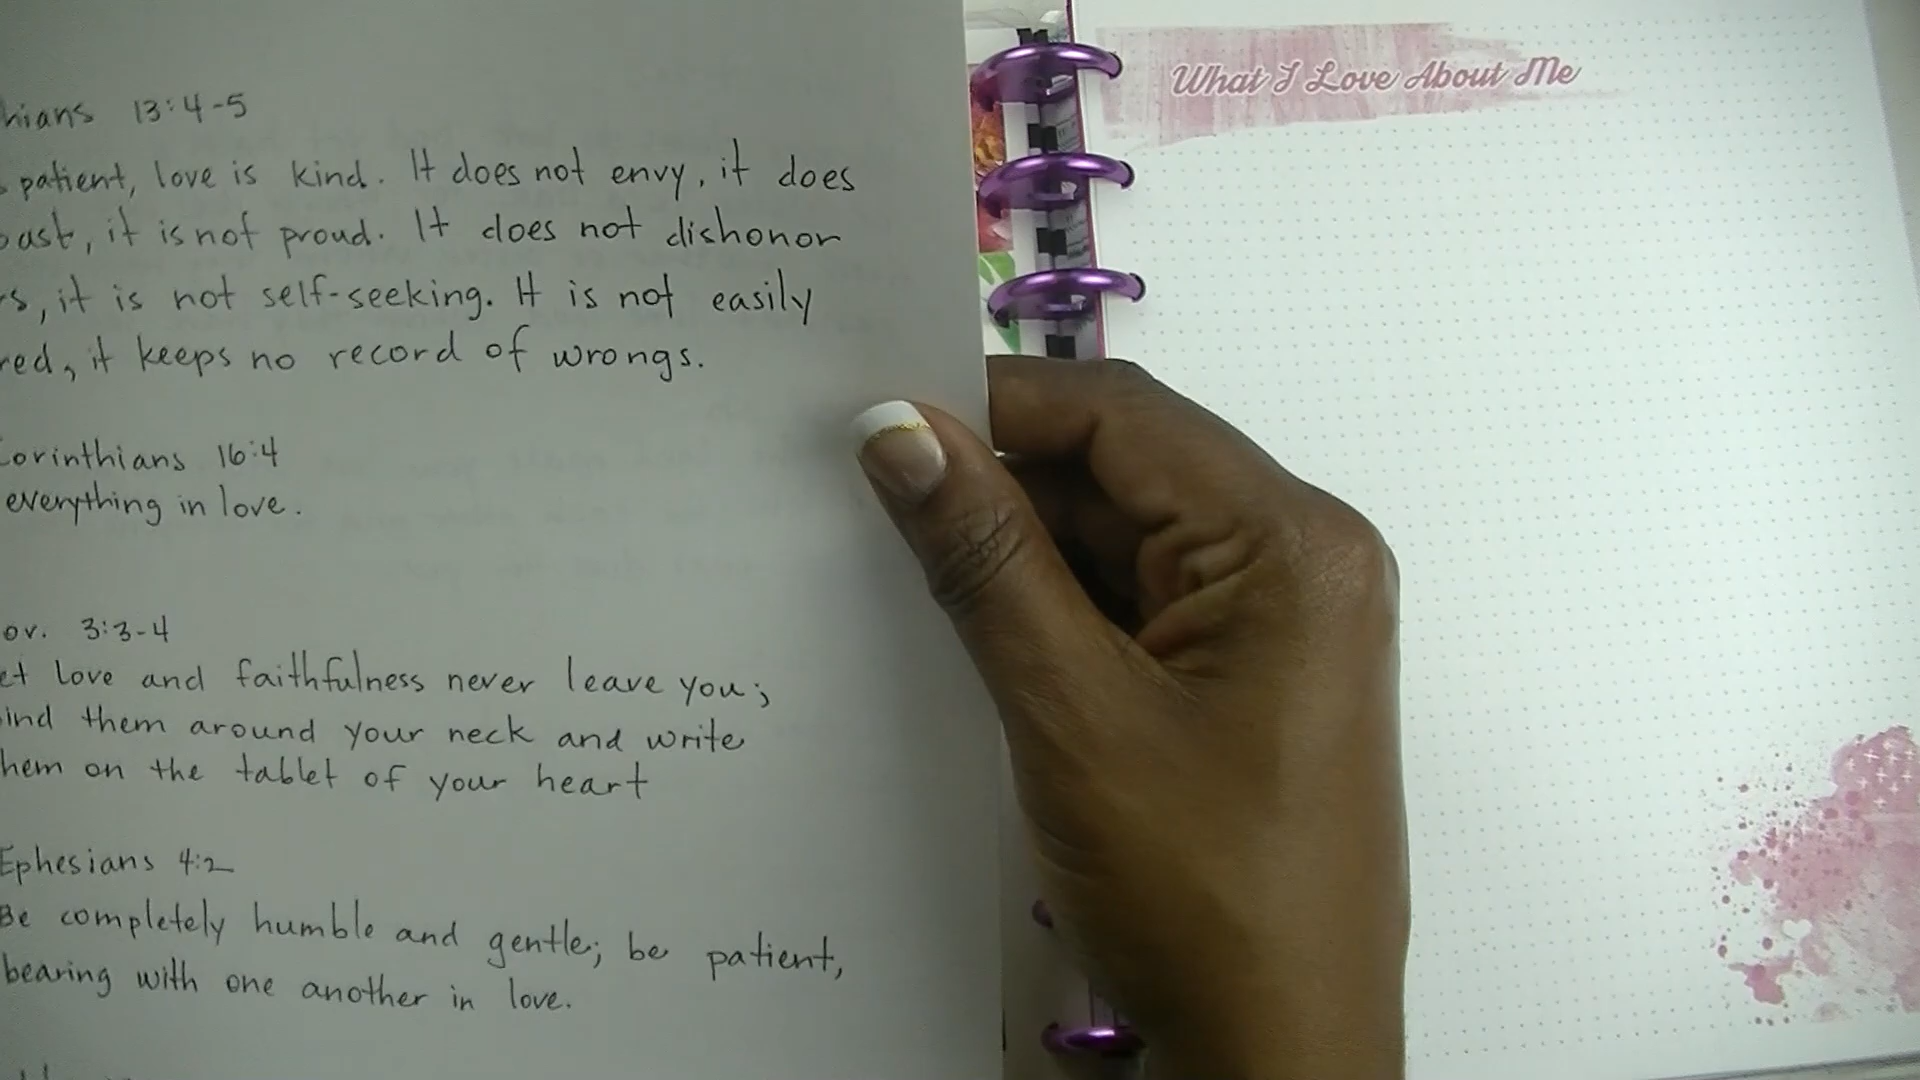 hians 13:4-5
s patient, love is kind. It does not envy, it does
oast, it is not proud. It does not dishonor
rs, it is not self-seeking. It is not easily
red, it keeps no record of wrongs.
Corinthians 16:4
everything in love.
ov. 3:3-4
et love and faithfulness never leave you;
ind them around your neck and write
hem on the tablet of your heart
Ephesians 4:2
Be completely humble and gentle; be patient,
bearing with one another in love.
What I Love About Me